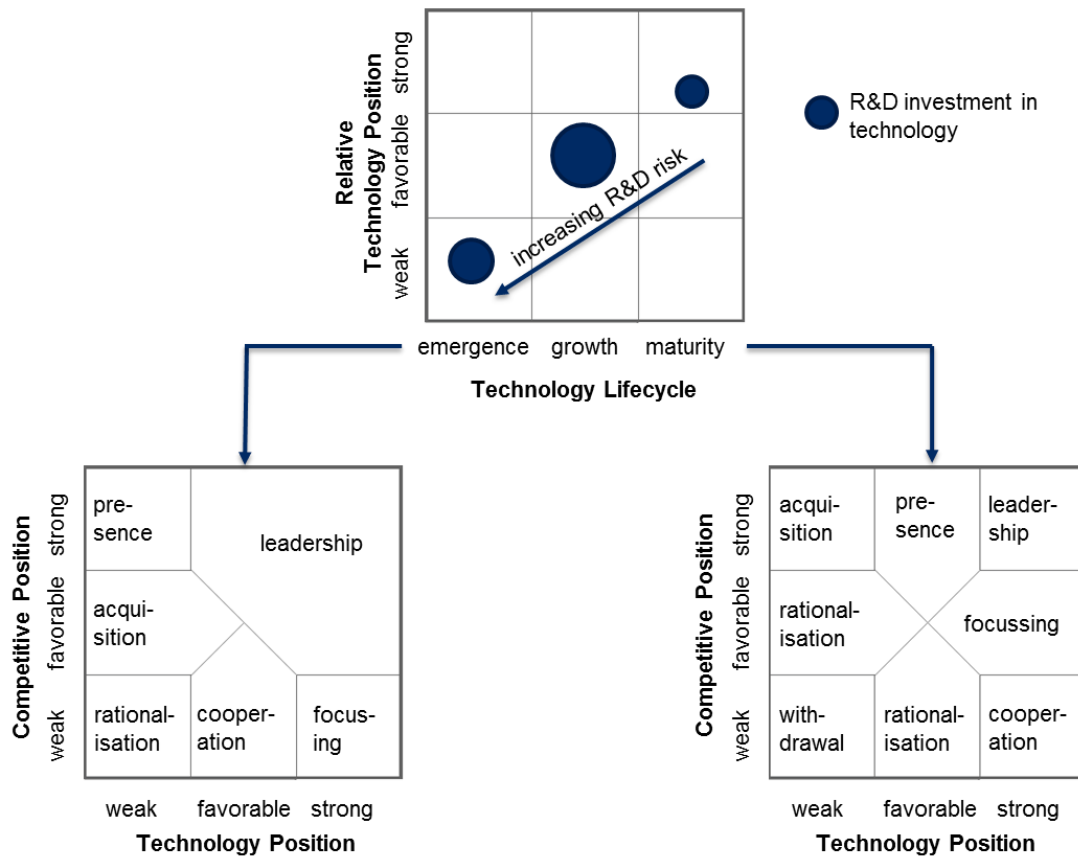 Relative
Technology Position
weak favorable strong
R&D investment in
technology
increasing R&D risk
emergence growth maturity
Technology Lifecycle
Competitive Position
weak favorable strong
pre-
sence
leadership
acqui-
sition
rational-
isation
cooper-
ation
focus-
ing
weak favorable strong
Technology Position
Competitive Position
weak favorable strong
acqui-
sition
pre-
sence
leader-
ship
rational-
isation
focussing
with-
drawal
rational-
isation
cooper-
ation
weak favorable strong
Technology Position